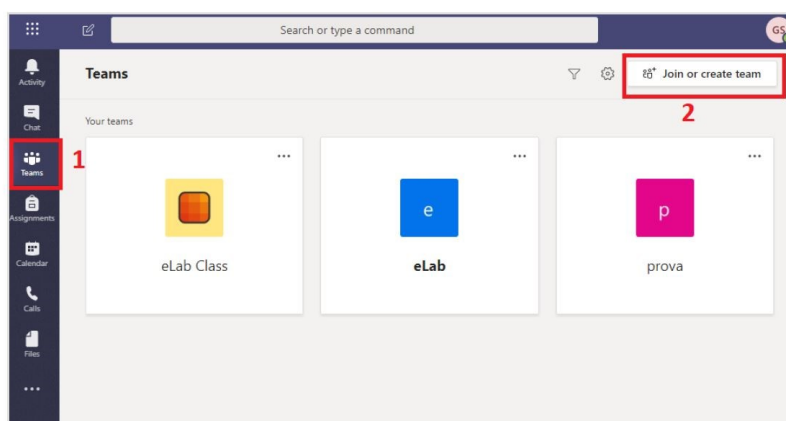 Search or type a command
GS
Activity
Chat
Teams
Assignments
Calendar
Calls
Files
1
Teams
Join or create team
2
Your teams
e
p
eLab Class
eLab
prova